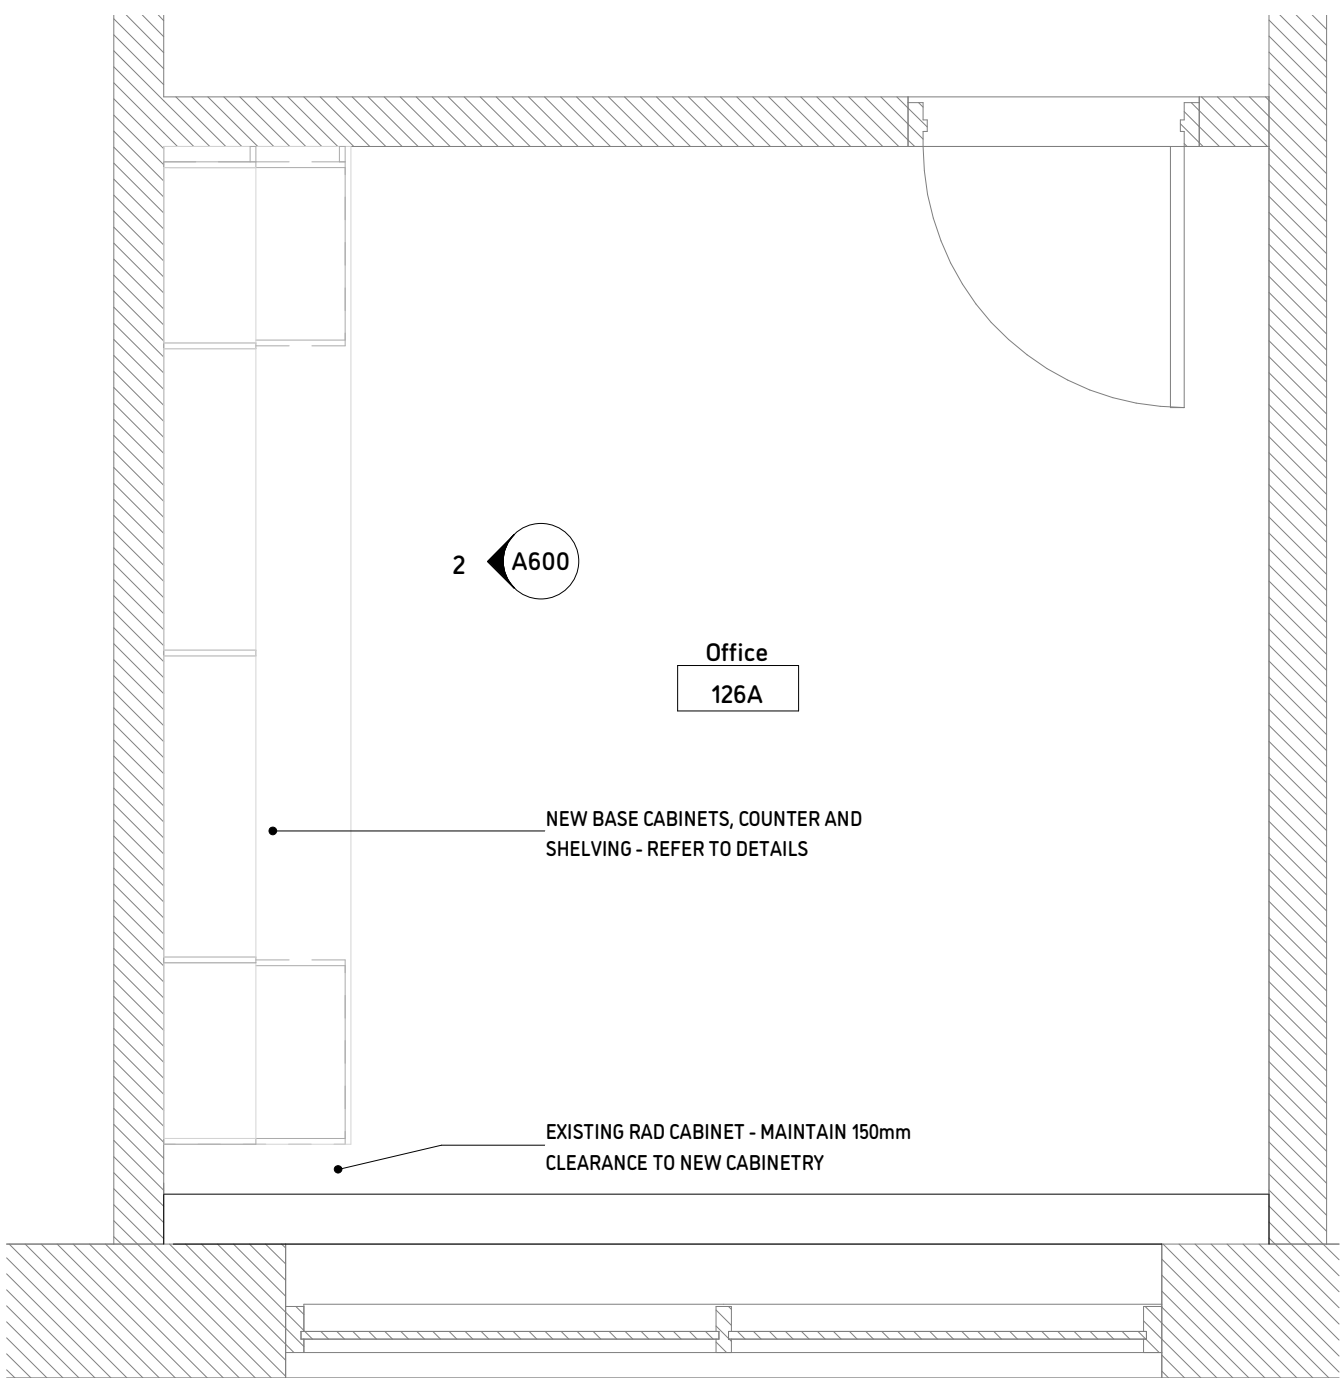 2
A600
Office
126A
NEW BASE CABINETS, COUNTER AND
SHELVING - REFER TO DETAILS
EXISTING RAD CABINET - MAINTAIN 150mm
CLEARANCE TO NEW CABINETRY